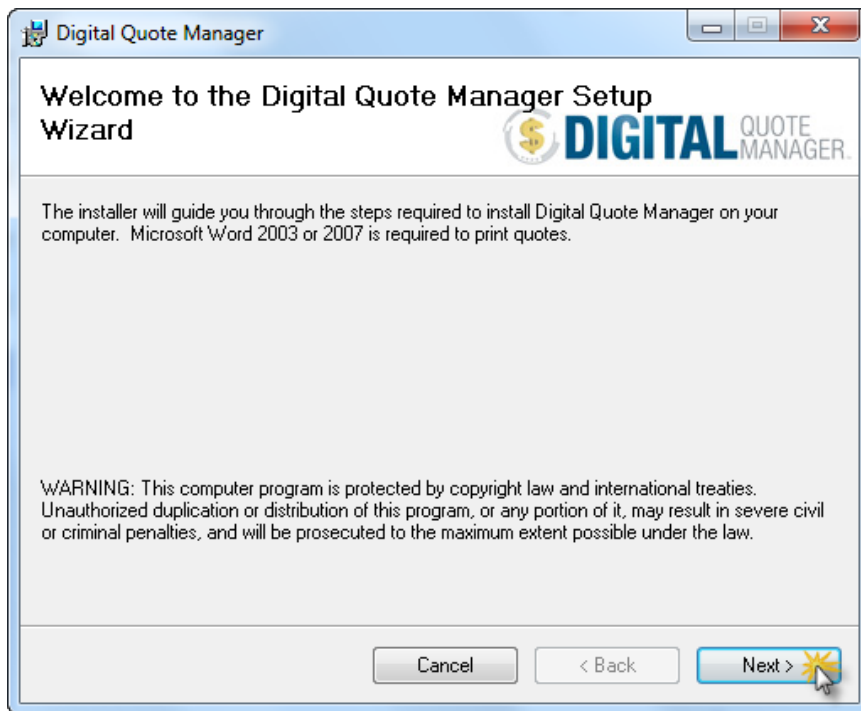 Digital Quote Manager
Welcome to the Digital Quote Manager Setup
Wizard
$ DIGITAL QUOTE
MANAGER.
The installer will guide you through the steps required to install Digital Quote Manager on your
computer.  Microsoft Word 2003 or 2007 is required to print quotes.
WARNING: This computer program is protected by copyright law and international treaties.
Unauthorized duplication or distribution of this program, or any portion of it, may result in severe civil
or criminal penalties, and will be prosecuted to the maximum extent possible under the law.
Cancel
< Back
Next >